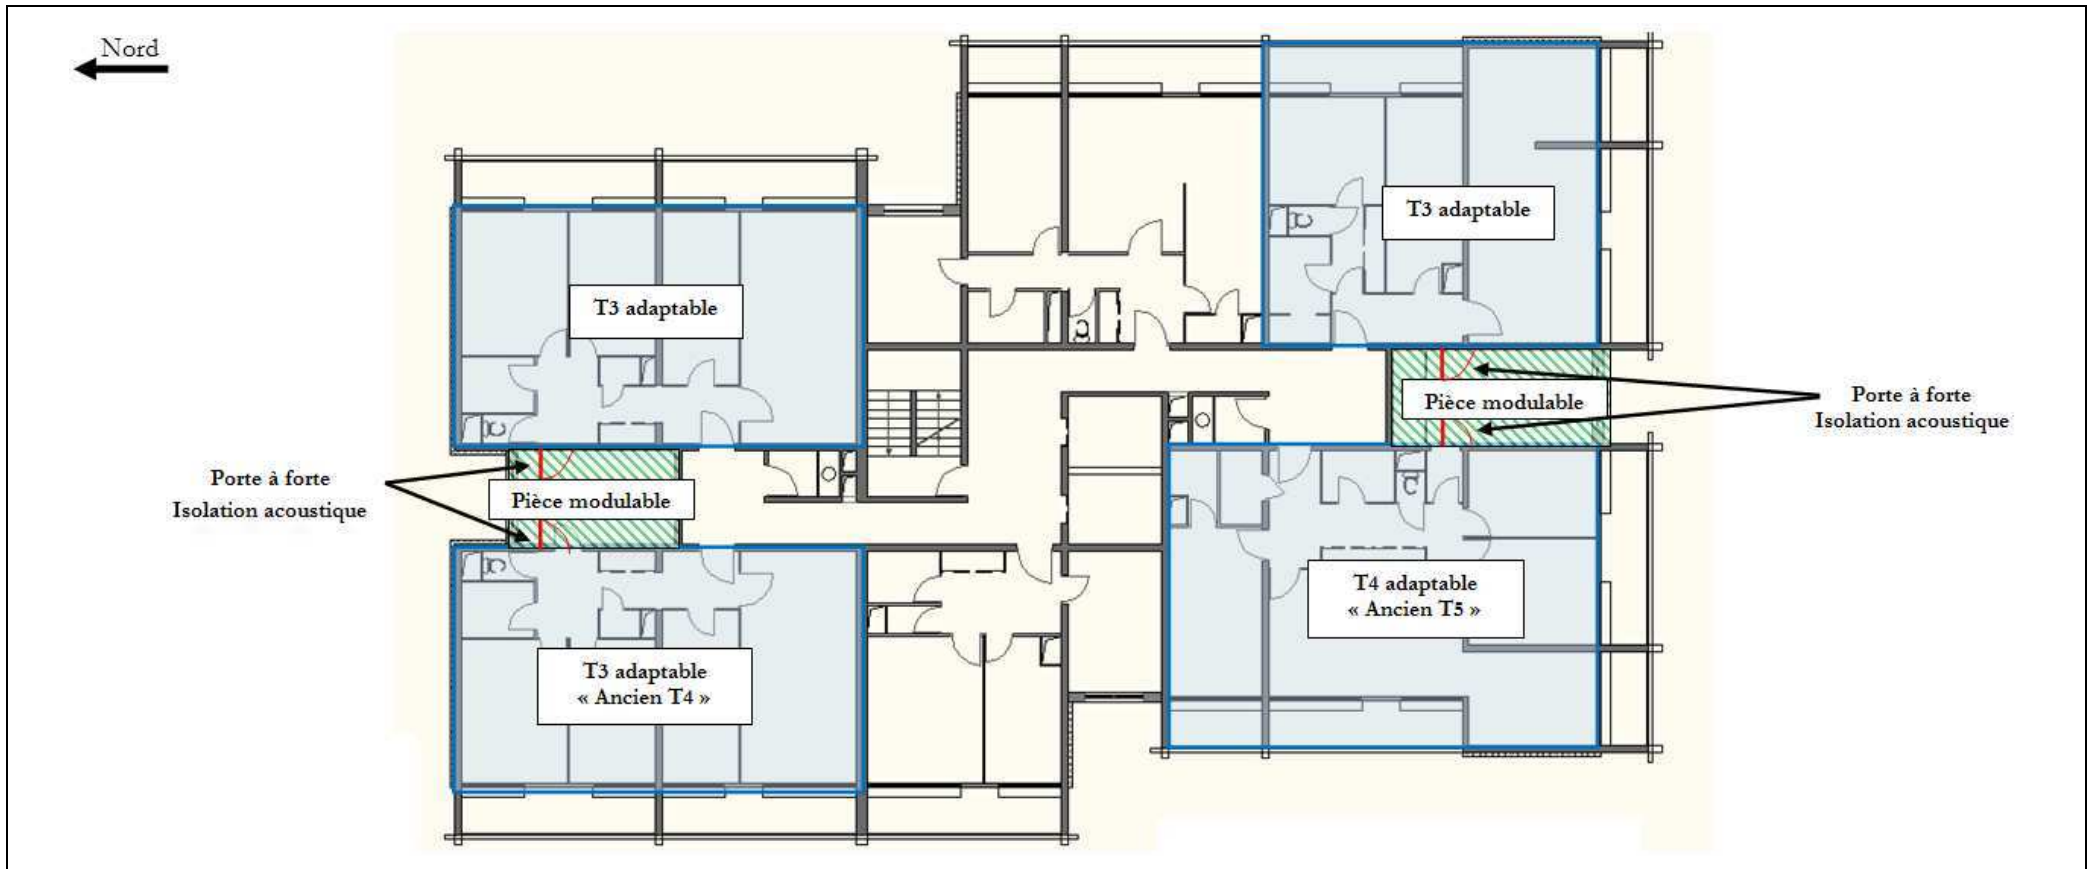 Nord
T3 adaptable
T3 adaptable
Pièce modulable
Porte à forte
Isolation acoustique
Porte à forte
Isolation acoustique
Pièce modulable
T4 adaptable
« Ancien T5 »
T3 adaptable
« Ancien T4 »